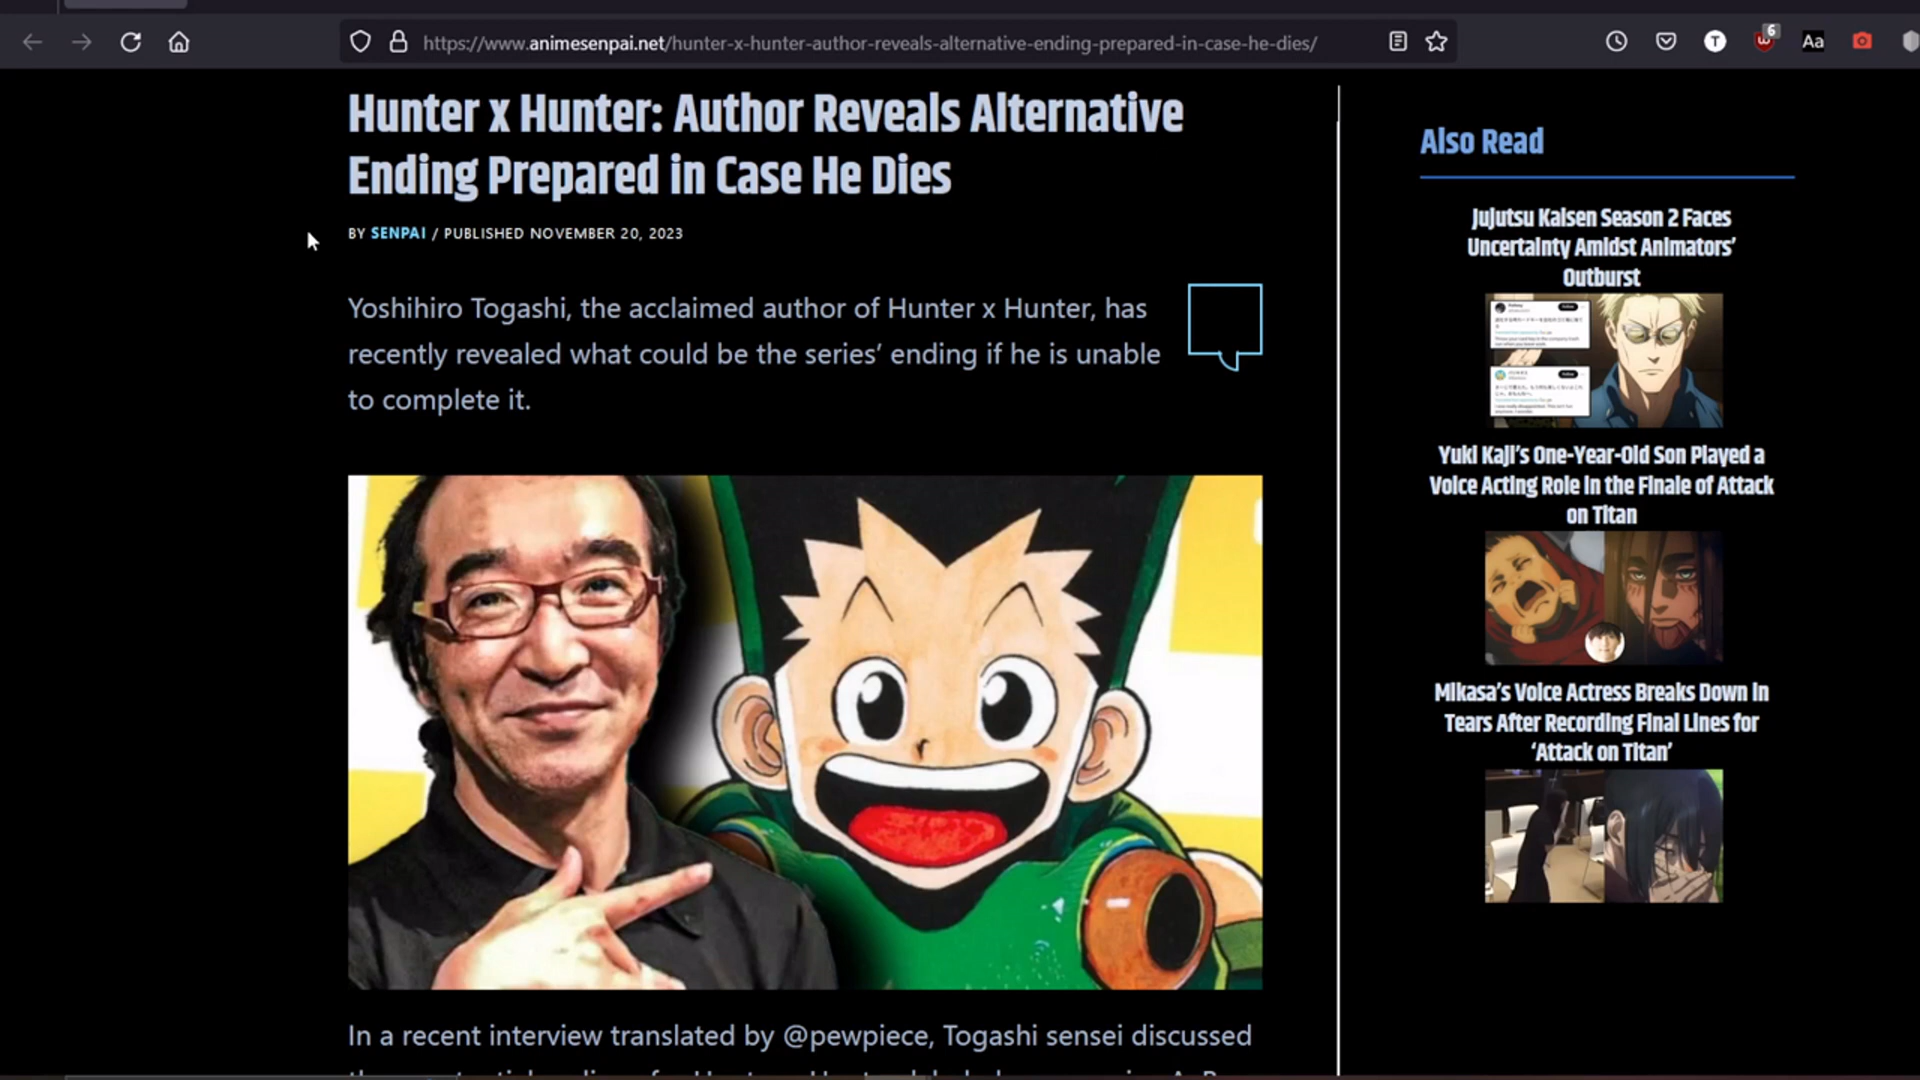 https://www.animesenpai.net/hunter-x-hunter-author-reveals-alternative-ending-prepared-in-case-he-dies/
T
6
Aa
Hunter x Hunter: Author Reveals Alternative
Ending Prepared in Case He Dies
BY SENPAI / PUBLISHED NOVEMBER 20, 2023
Yoshihiro Togashi, the acclaimed author of Hunter x Hunter, has
recently revealed what could be the series’ ending if he is unable
to complete it.
In a recent interview translated by @pewpiece, Togashi sensei discussed
Also Read
Jujutsu Kaisen Season 2 Faces
Uncertainty Amidst Animators’
Outburst
Yuki Kaji’s One-Year-Old Son Played a
Voice Acting Role in the Finale of Attack
on Titan
Mikasa’s Voice Actress Breaks Down in
Tears After Recording Final Lines for
‘Attack on Titan’